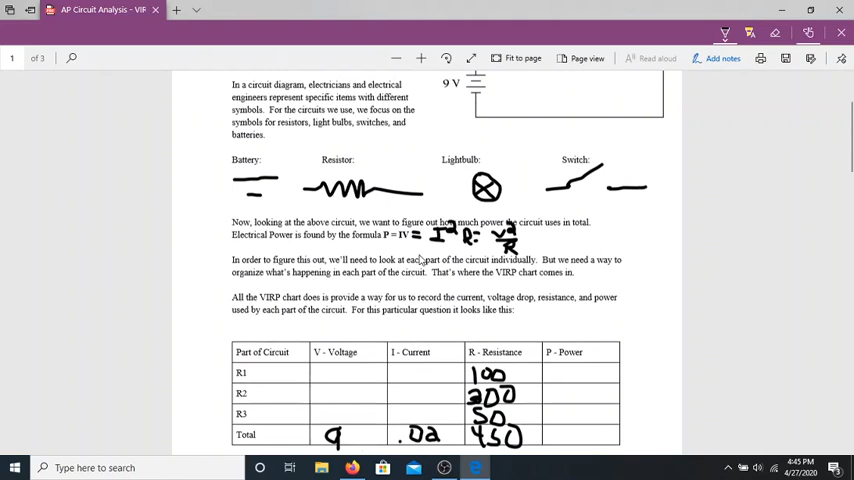 AP Circuit Analysis - VIR
1 of 3
Fit to page
Page view
Read aloud
Add notes
In a circuit diagram, electricians and electrical
engineers represent specific items with different
symbols. For the circuits we use, we focus on the
symbols for resistors, light bulbs, switches, and
batteries.
9 V
Battery: Resistor: Lightbulb: Switch:
Now, looking at the above circuit, we want to figure out how much power the circuit uses in total.
Electrical Power is found by the formula P = IV = I² R = V²/R
In order to figure this out, we'll need to look at each part of the circuit individually. But we need a way to
organize what's happening in each part of the circuit. That's where the VIRP chart comes in.
All the VIRP chart does is provide a way for us to record the current, voltage drop, resistance, and power
used by each part of the circuit. For this particular question it looks like this:
Part of Circuit V - Voltage I - Current R - Resistance P - Power
R1 100
R2 300
R3 50
Total 9 .02 450
Type here to search
4:45 PM
4/27/2020
3